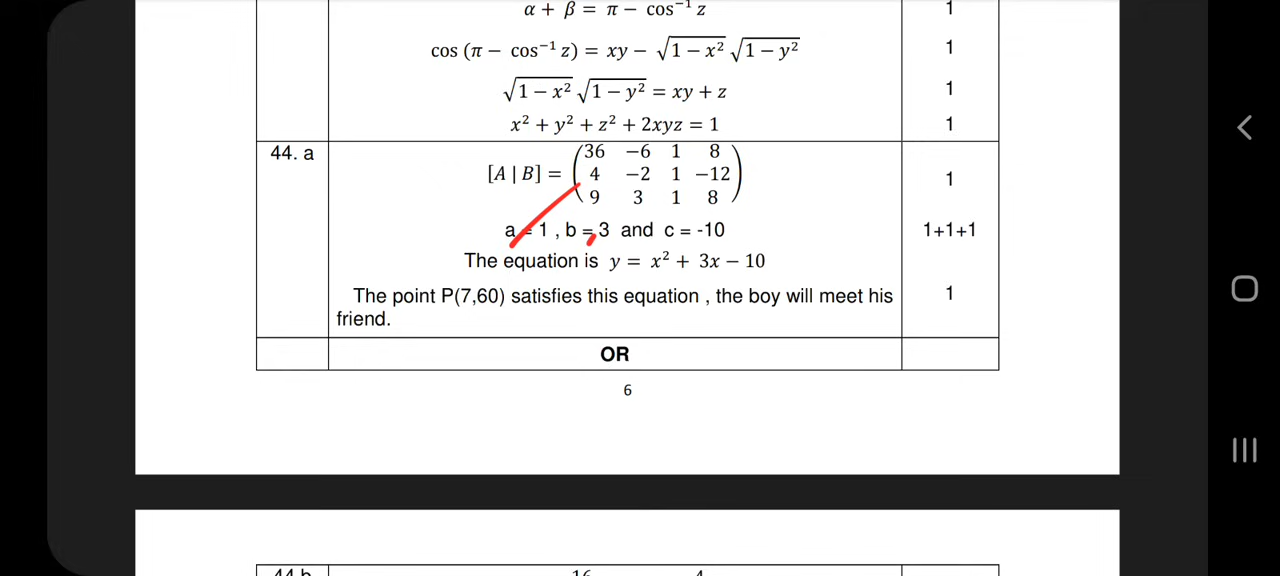 α + β = π − cos⁻¹ z 1
cos (π − cos⁻¹ z) = xy − √(1 − x²) √(1 − y²) 1
√(1 − x²) √(1 − y²) = xy + z 1
x² + y² + z² + 2xyz = 1 1
44. a
36 −6 1 8
[A | B] = 4 −2 1 −12 1
9 3 1 8
a = 1 , b = 3 and c = -10 1+1+1
The equation is y = x² + 3x − 10
The point P(7,60) satisfies this equation , the boy will meet his 1
friend.
OR
6